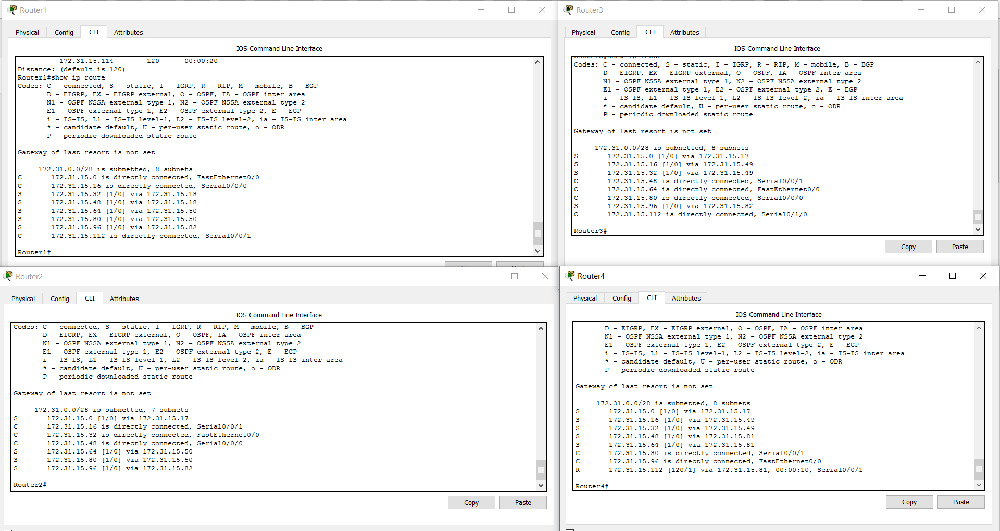 Router1
Physical Config CLI Attributes
IOS Command Line Interface
172.31.15.114 120 00:00:20
Distance: (default is 120)
Router1#show ip route
Codes: C - connected, S - static, I - IGRP, R - RIP, M - mobile, B - BGP
D - EIGRP, EX - EIGRP external, O - OSPF, IA - OSPF inter area
N1 - OSPF NSSA external type 1, N2 - OSPF NSSA external type 2
E1 - OSPF external type 1, E2 - OSPF external type 2, E - EGP
i - IS-IS, L1 - IS-IS level-1, L2 - IS-IS level-2, ia - IS-IS inter area
* - candidate default, U - per-user static route, o - ODR
P - periodic downloaded static route
Gateway of last resort is not set
172.31.0.0/28 is subnetted, 8 subnets
C 172.31.15.0 is directly connected, FastEthernet0/0
C 172.31.15.16 is directly connected, Serial0/0/0
S 172.31.15.32 [1/0] via 172.31.15.18
S 172.31.15.48 [1/0] via 172.31.15.18
S 172.31.15.64 [1/0] via 172.31.15.50
S 172.31.15.80 [1/0] via 172.31.15.50
S 172.31.15.96 [1/0] via 172.31.15.82
C 172.31.15.112 is directly connected, Serial0/0/1
Router1#
Router3
Physical Config CLI Attributes
IOS Command Line Interface
Router3#show ip route
Codes: C - connected, S - static, I - IGRP, R - RIP, M - mobile, B - BGP
D - EIGRP, EX - EIGRP external, O - OSPF, IA - OSPF inter area
N1 - OSPF NSSA external type 1, N2 - OSPF NSSA external type 2
E1 - OSPF external type 1, E2 - OSPF external type 2, E - EGP
i - IS-IS, L1 - IS-IS level-1, L2 - IS-IS level-2, ia - IS-IS inter area
* - candidate default, U - per-user static route, o - ODR
P - periodic downloaded static route
Gateway of last resort is not set
172.31.0.0/28 is subnetted, 8 subnets
S 172.31.15.0 [1/0] via 172.31.15.17
S 172.31.15.16 [1/0] via 172.31.15.49
S 172.31.15.32 [1/0] via 172.31.15.49
C 172.31.15.48 is directly connected, Serial0/0/1
C 172.31.15.64 is directly connected, FastEthernet0/0
C 172.31.15.80 is directly connected, Serial0/0/0
S 172.31.15.96 [1/0] via 172.31.15.82
C 172.31.15.112 is directly connected, Serial0/1/0
Router3#
Copy Paste
Router2
Physical Config CLI Attributes
IOS Command Line Interface
Codes: C - connected, S - static, I - IGRP, R - RIP, M - mobile, B - BGP
D - EIGRP, EX - EIGRP external, O - OSPF, IA - OSPF inter area
N1 - OSPF NSSA external type 1, N2 - OSPF NSSA external type 2
E1 - OSPF external type 1, E2 - OSPF external type 2, E - EGP
i - IS-IS, L1 - IS-IS level-1, L2 - IS-IS level-2, ia - IS-IS inter area
* - candidate default, U - per-user static route, o - ODR
P - periodic downloaded static route
Gateway of last resort is not set
172.31.0.0/28 is subnetted, 7 subnets
S 172.31.15.0 [1/0] via 172.31.15.17
C 172.31.15.16 is directly connected, Serial0/0/1
C 172.31.15.32 is directly connected, FastEthernet0/0
C 172.31.15.48 is directly connected, Serial0/0/0
S 172.31.15.64 [1/0] via 172.31.15.50
S 172.31.15.80 [1/0] via 172.31.15.50
S 172.31.15.96 [1/0] via 172.31.15.82
Router2#
Copy Paste
Router4
Physical Config CLI Attributes
IOS Command Line Interface
D - EIGRP, EX - EIGRP external, O - OSPF, IA - OSPF inter area
N1 - OSPF NSSA external type 1, N2 - OSPF NSSA external type 2
E1 - OSPF external type 1, E2 - OSPF external type 2, E - EGP
i - IS-IS, L1 - IS-IS level-1, L2 - IS-IS level-2, ia - IS-IS inter area
* - candidate default, U - per-user static route, o - ODR
P - periodic downloaded static route
Gateway of last resort is not set
172.31.0.0/28 is subnetted, 8 subnets
S 172.31.15.0 [1/0] via 172.31.15.17
S 172.31.15.16 [1/0] via 172.31.15.49
S 172.31.15.32 [1/0] via 172.31.15.49
S 172.31.15.48 [1/0] via 172.31.15.81
S 172.31.15.64 [1/0] via 172.31.15.81
C 172.31.15.80 is directly connected, Serial0/0/1
C 172.31.15.96 is directly connected, FastEthernet0/0
R 172.31.15.112 [120/1] via 172.31.15.81, 00:00:10, Serial0/0/1
Router4#
Copy Paste